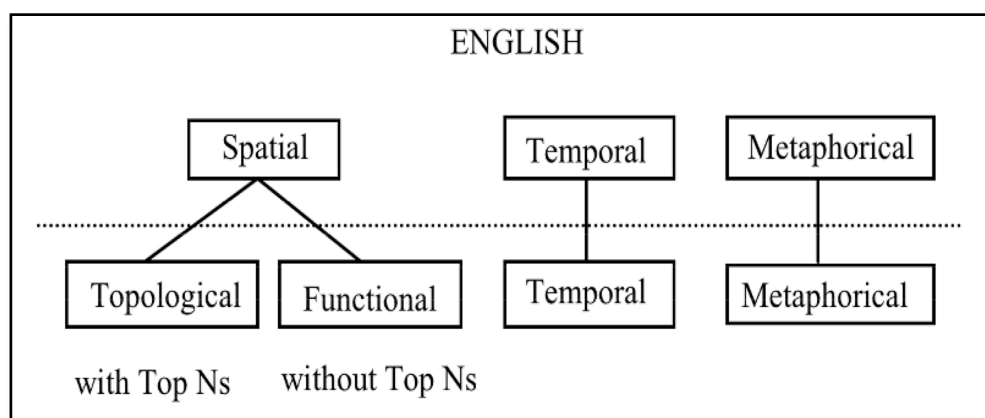 ENGLISH
Spatial Temporal Metaphorical
Topological Functional Temporal Metaphorical
with Top Ns without Top Ns